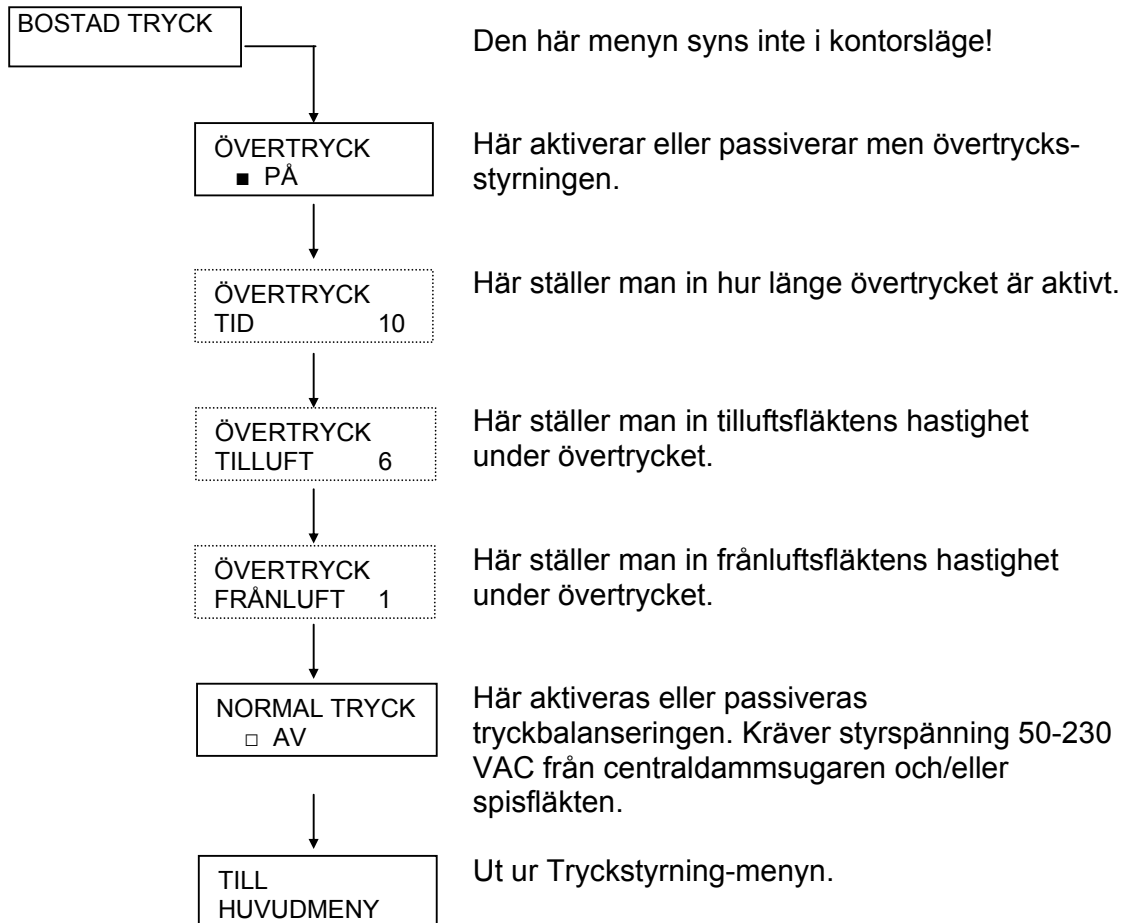 BOSTAD TRYCK
Den här menyn syns inte i kontorsläge!
ÖVERTRYCK
■ PÅ
Här aktiverar eller passiverar men övertrycks-
styrningen.
ÖVERTRYCK
TID 10
Här ställer man in hur länge övertrycket är aktivt.
ÖVERTRYCK
TILLUFT 6
Här ställer man in tilluftsfläktens hastighet
under övertrycket.
ÖVERTRYCK
FRÅNLUFT 1
Här ställer man in frånluftsfläktens hastighet
under övertrycket.
NORMAL TRYCK
□ AV
Här aktiveras eller passiveras
tryckbalanseringen. Kräver styrspänning 50-230
VAC från centraldammsugaren och/eller
spisfläkten.
TILL
HUVUDMENY
Ut ur Tryckstyrning-menyn.